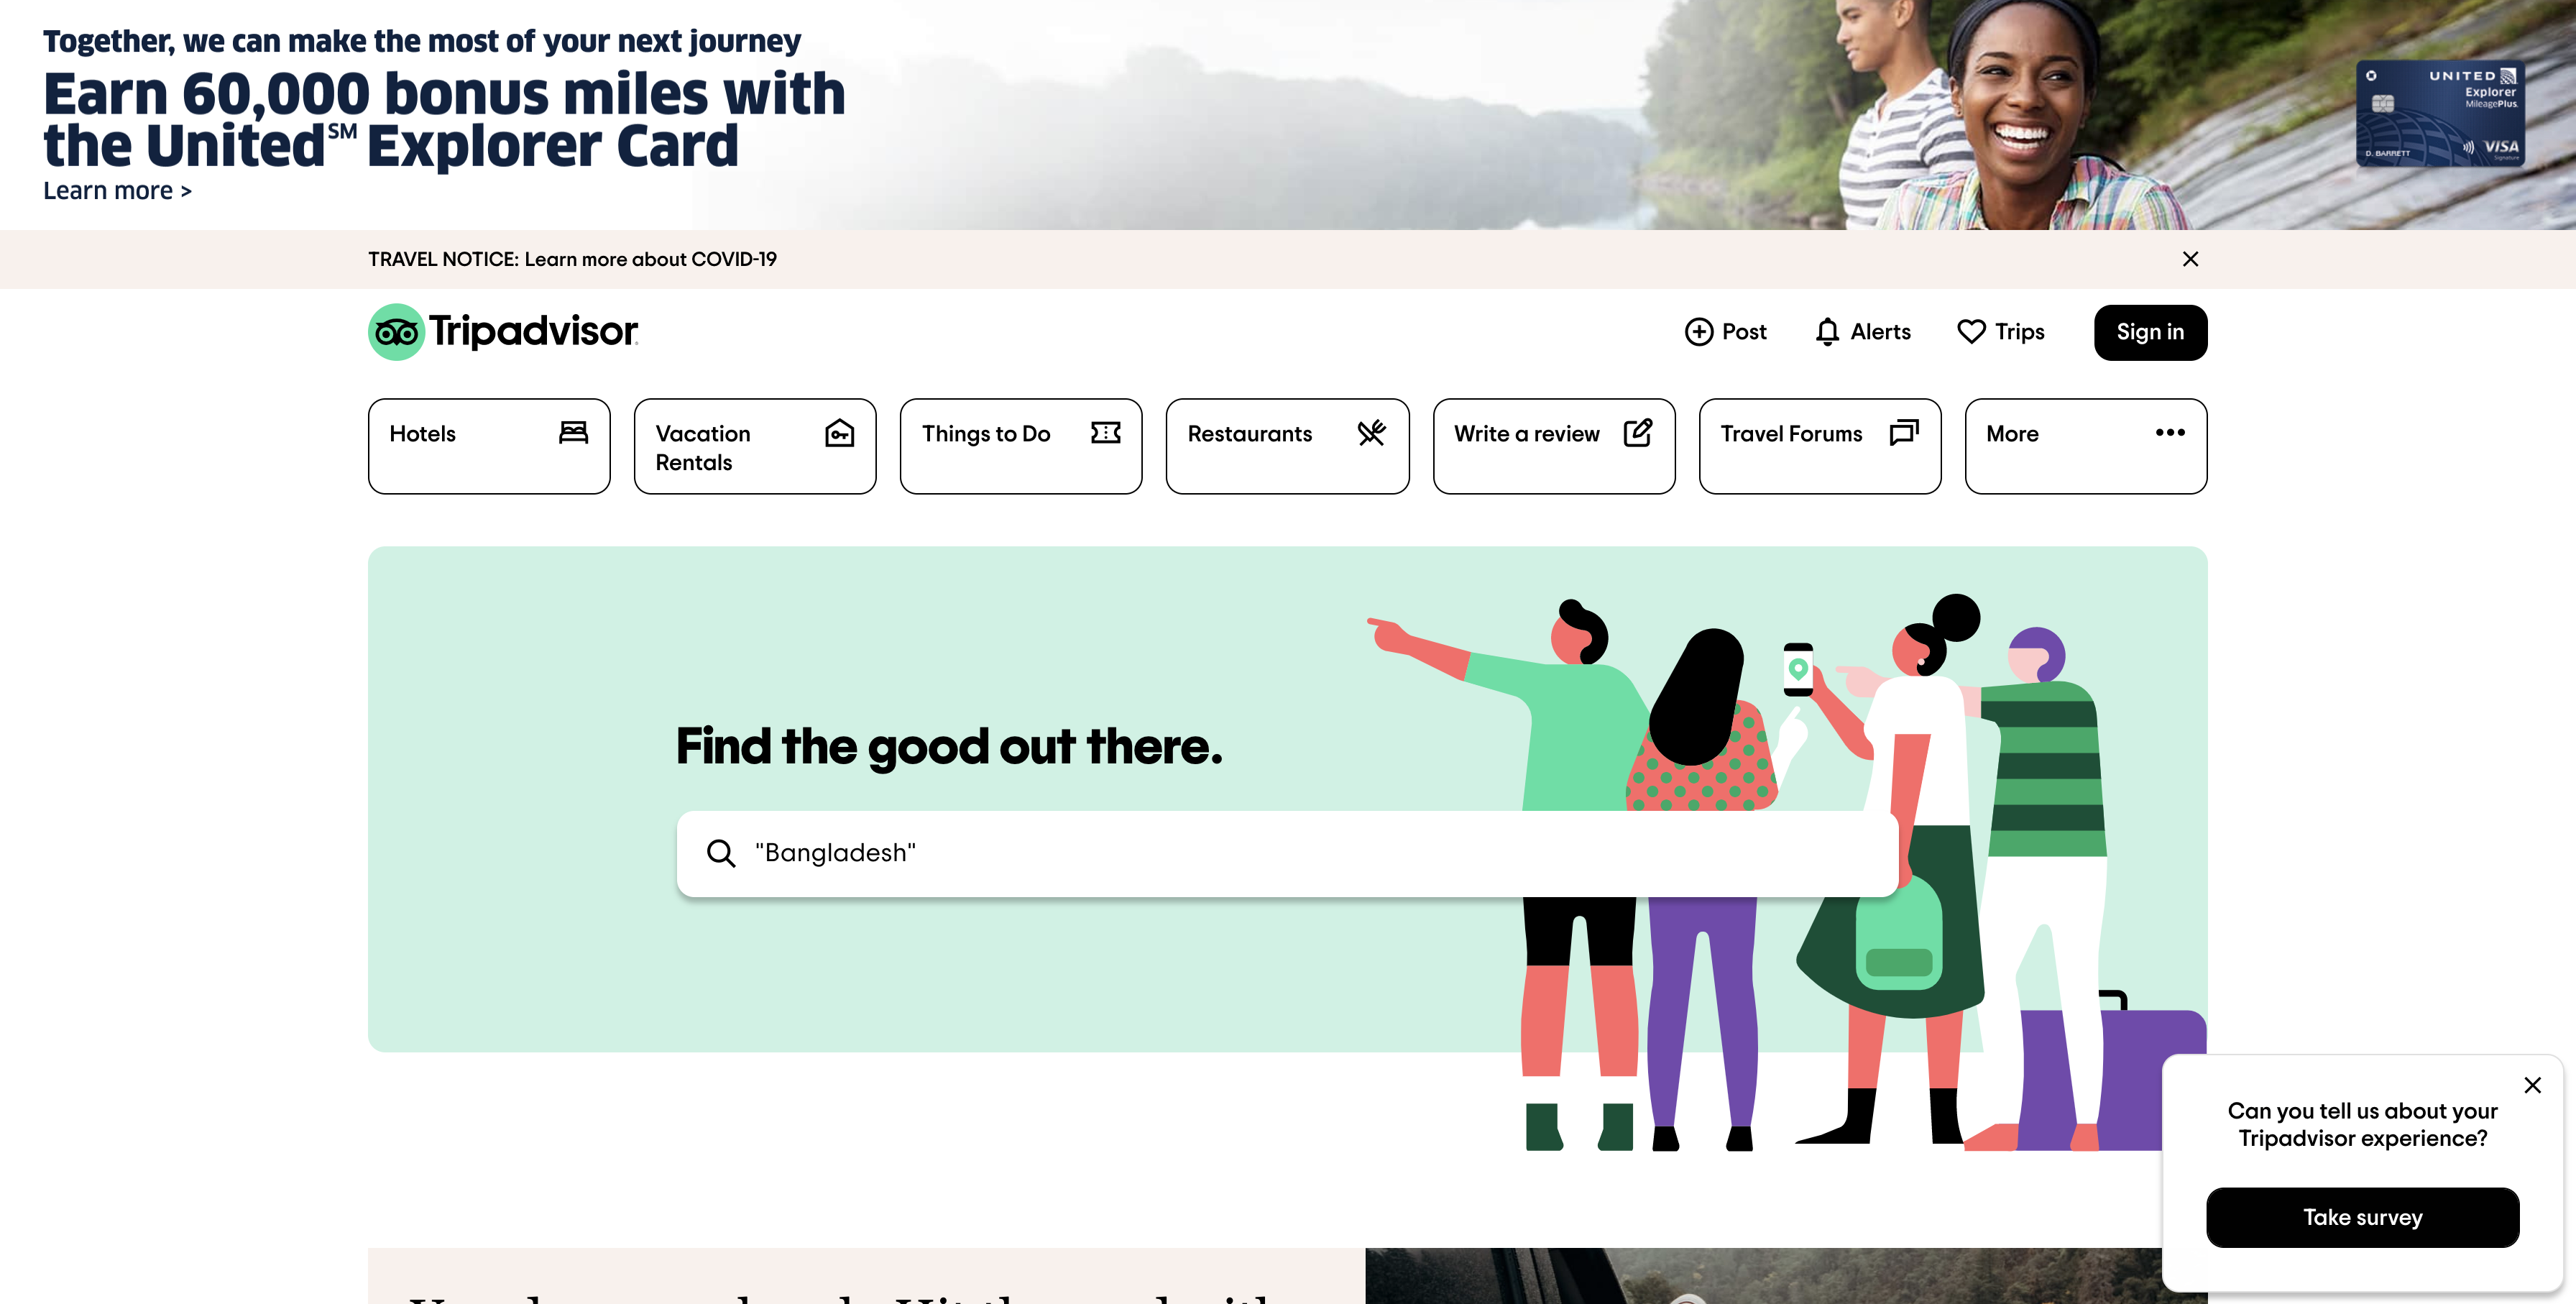 Together, we can make the most of your next journey
Earn 60,000 bonus miles with
the United℠ Explorer Card
Learn more >
UNITED
Explorer
MileagePlus
D. BARRETT
VISA
Signature
TRAVEL NOTICE: Learn more about COVID-19
Tripadvisor
Post
Alerts
Trips
Sign in
Hotels
Vacation
Rentals
Things to Do
Restaurants
Write a review
Travel Forums
More
Find the good out there.
"Bangladesh"
Can you tell us about your
Tripadvisor experience?
Take survey